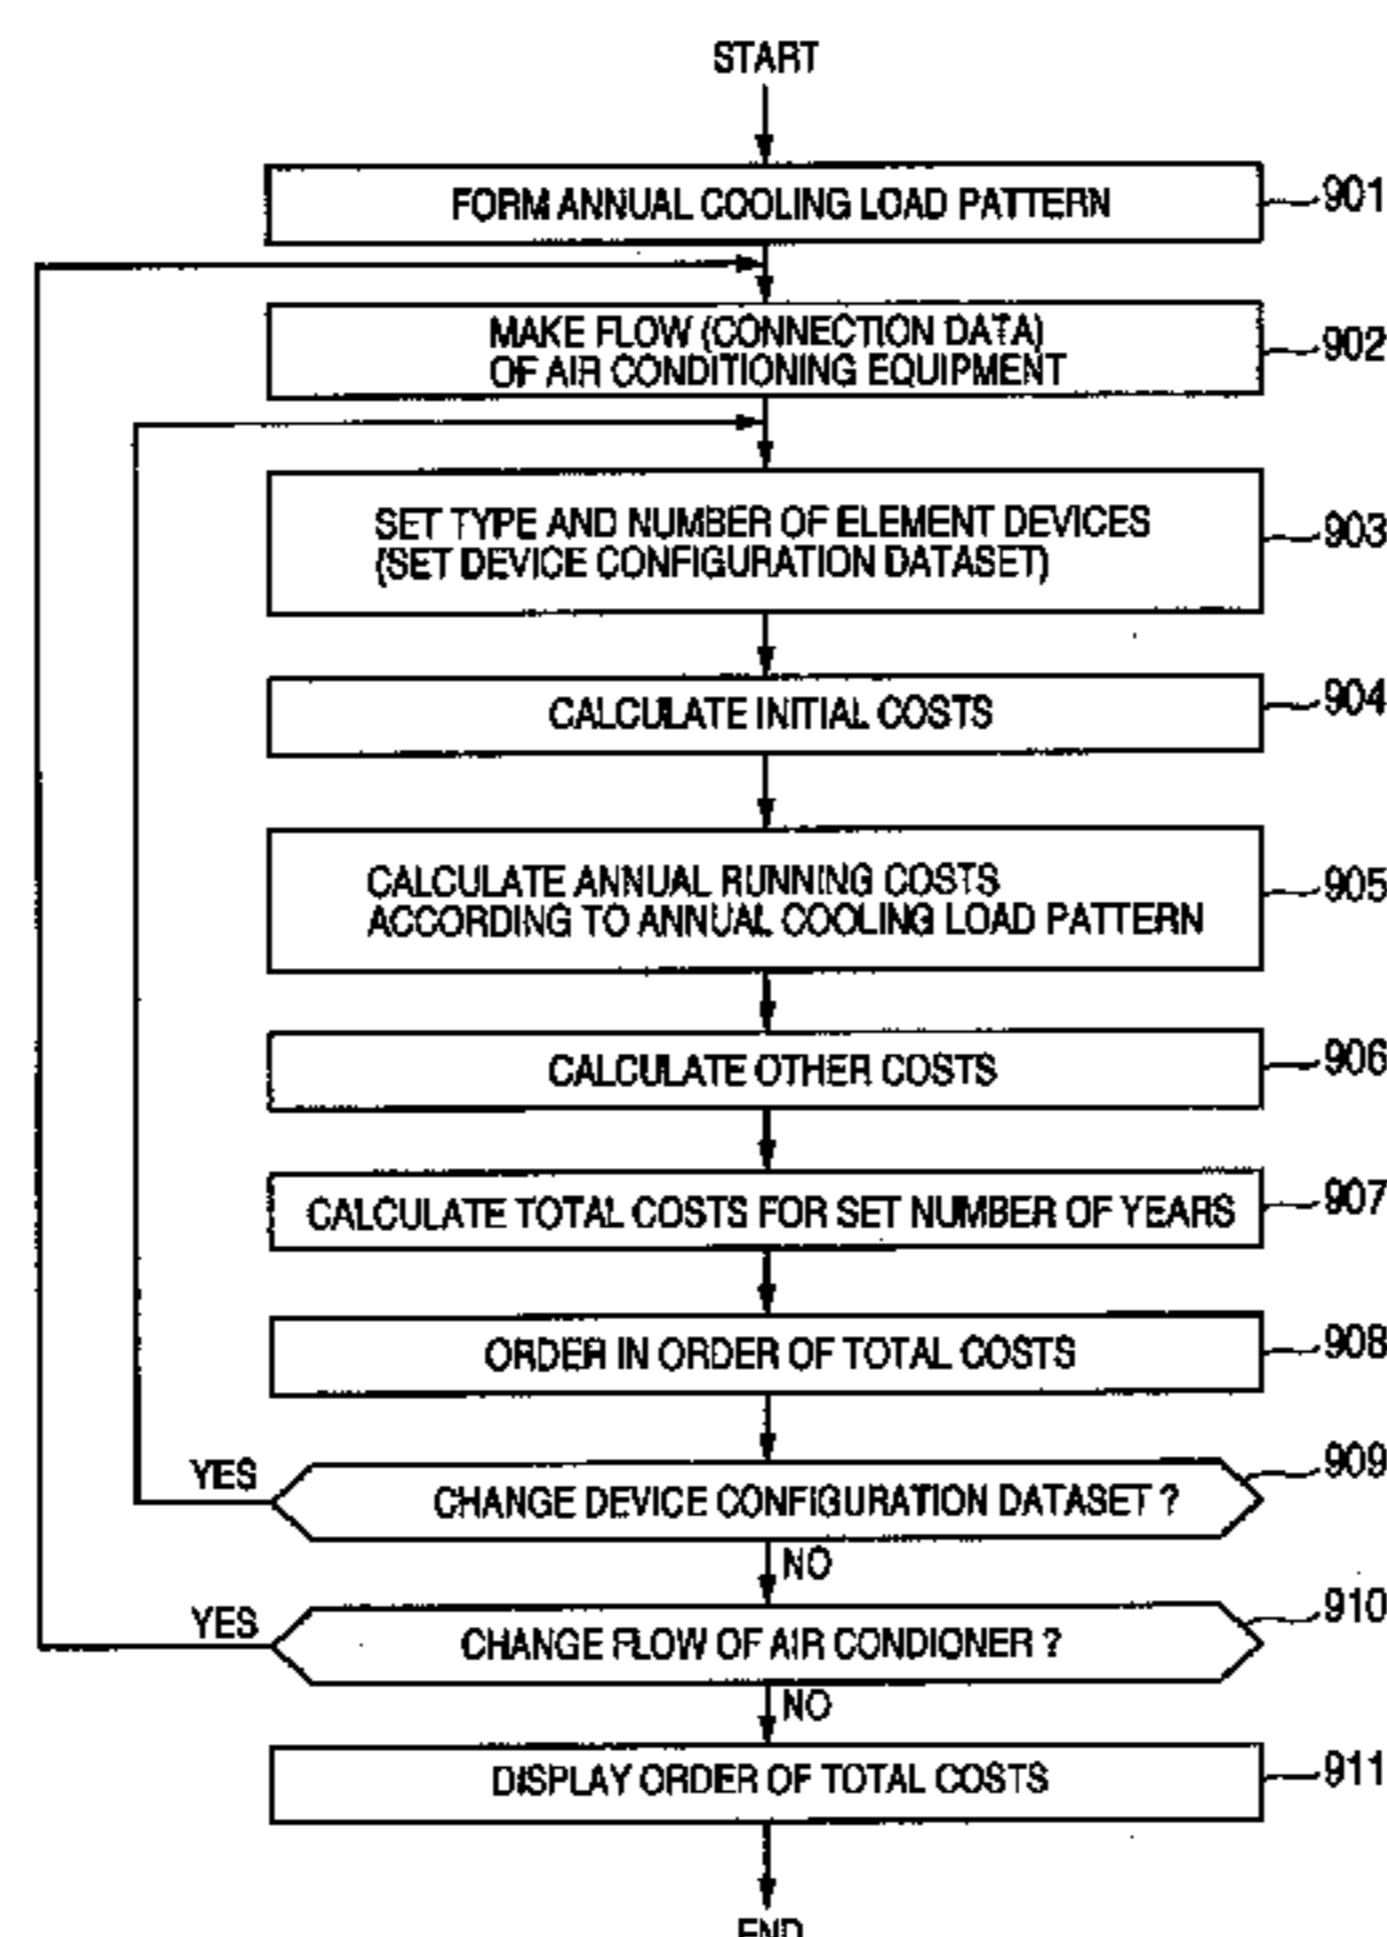 START
FORM ANNUAL COOLING LOAD PATTERN
901
MAKE FLOW (CONNECTION DATA)
OF AIR CONDITIONING EQUIPMENT
902
SET TYPE AND NUMBER OF ELEMENT DEVICES
(SET DEVICE CONFIGURATION DATASET)
903
CALCULATE INITIAL COSTS
904
CALCULATE ANNUAL RUNNING COSTS
ACCORDING TO ANNUAL COOLING LOAD PATTERN
905
CALCULATE OTHER COSTS
906
CALCULATE TOTAL COSTS FOR SET NUMBER OF YEARS
907
ORDER IN ORDER OF TOTAL COSTS
908
YES
CHANGE DEVICE CONFIGURATION DATASET ?
909
NO
YES
CHANGE FLOW OF AIR CONDIONER ?
910
NO
DISPLAY ORDER OF TOTAL COSTS
911
END